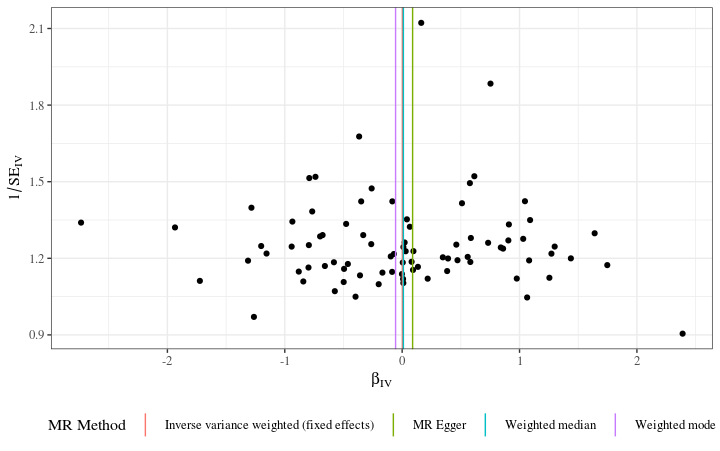 2.1
1.8
1.5
1.2
0.9
1/SE_IV
-2 -1 0 1 2
β_IV
MR Method Inverse variance weighted (fixed effects) MR Egger Weighted median Weighted mode